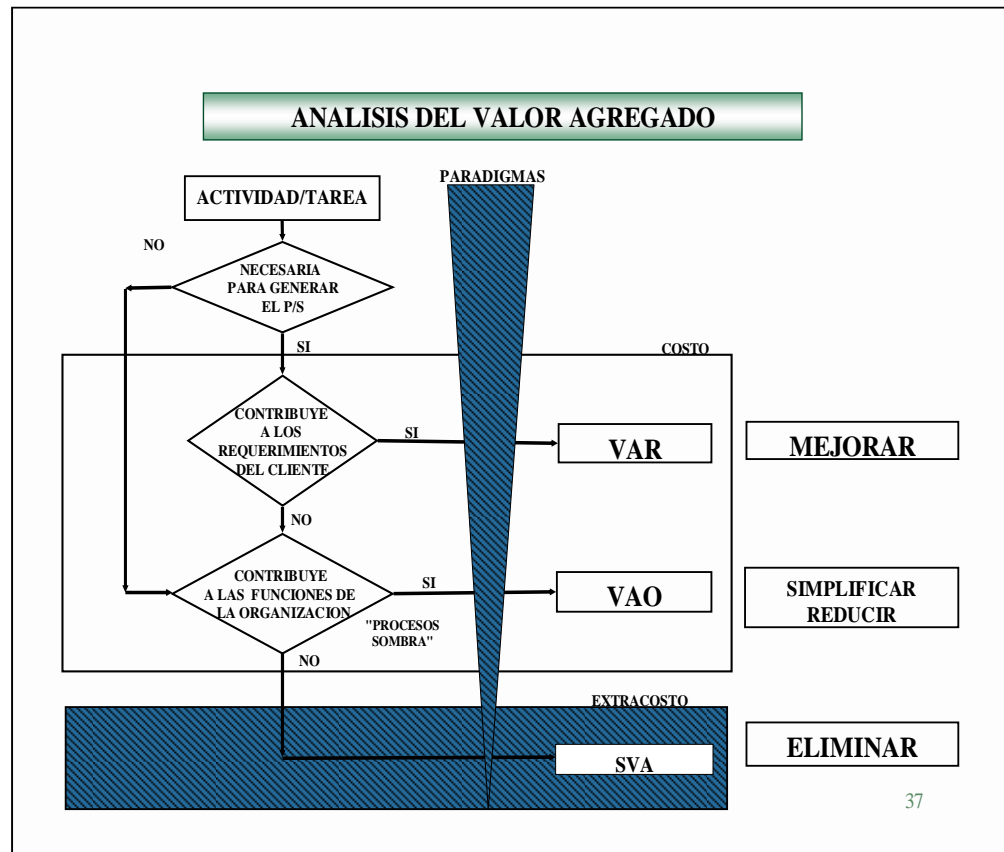 ANALISIS DEL VALOR AGREGADO
PARADIGMAS
ACTIVIDAD/TAREA
NO
NECESARIA
PARA GENERAR
EL P/S
SI
COSTO
CONTRIBUYE
A LOS
REQUERIMIENTOS
DEL CLIENTE
SI
VAR
MEJORAR
NO
CONTRIBUYE
A LAS FUNCIONES DE
LA ORGANIZACION
SI
"PROCESOS
SOMBRA"
VAO
SIMPLIFICAR
REDUCIR
NO
EXTRACOSTO
SVA
ELIMINAR
37